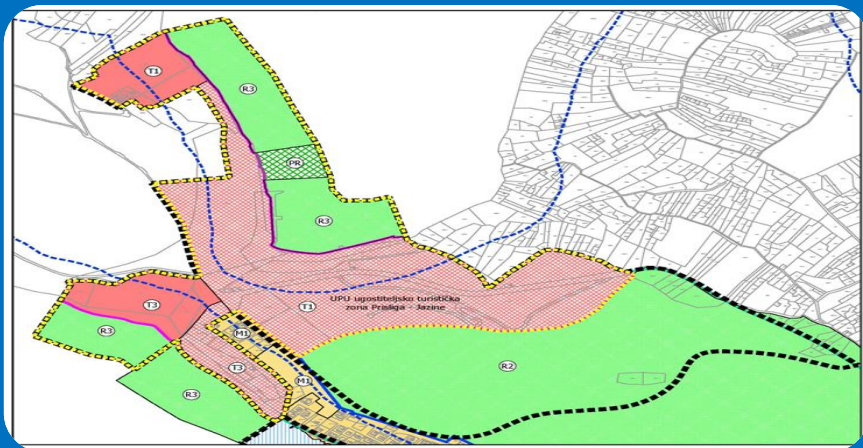 T1
R3
PR
R3
T3
T1
UPU ugostiteljsko turistička
zona Prisliga - Jazine
R3
M1
T3
R2
M1
R3